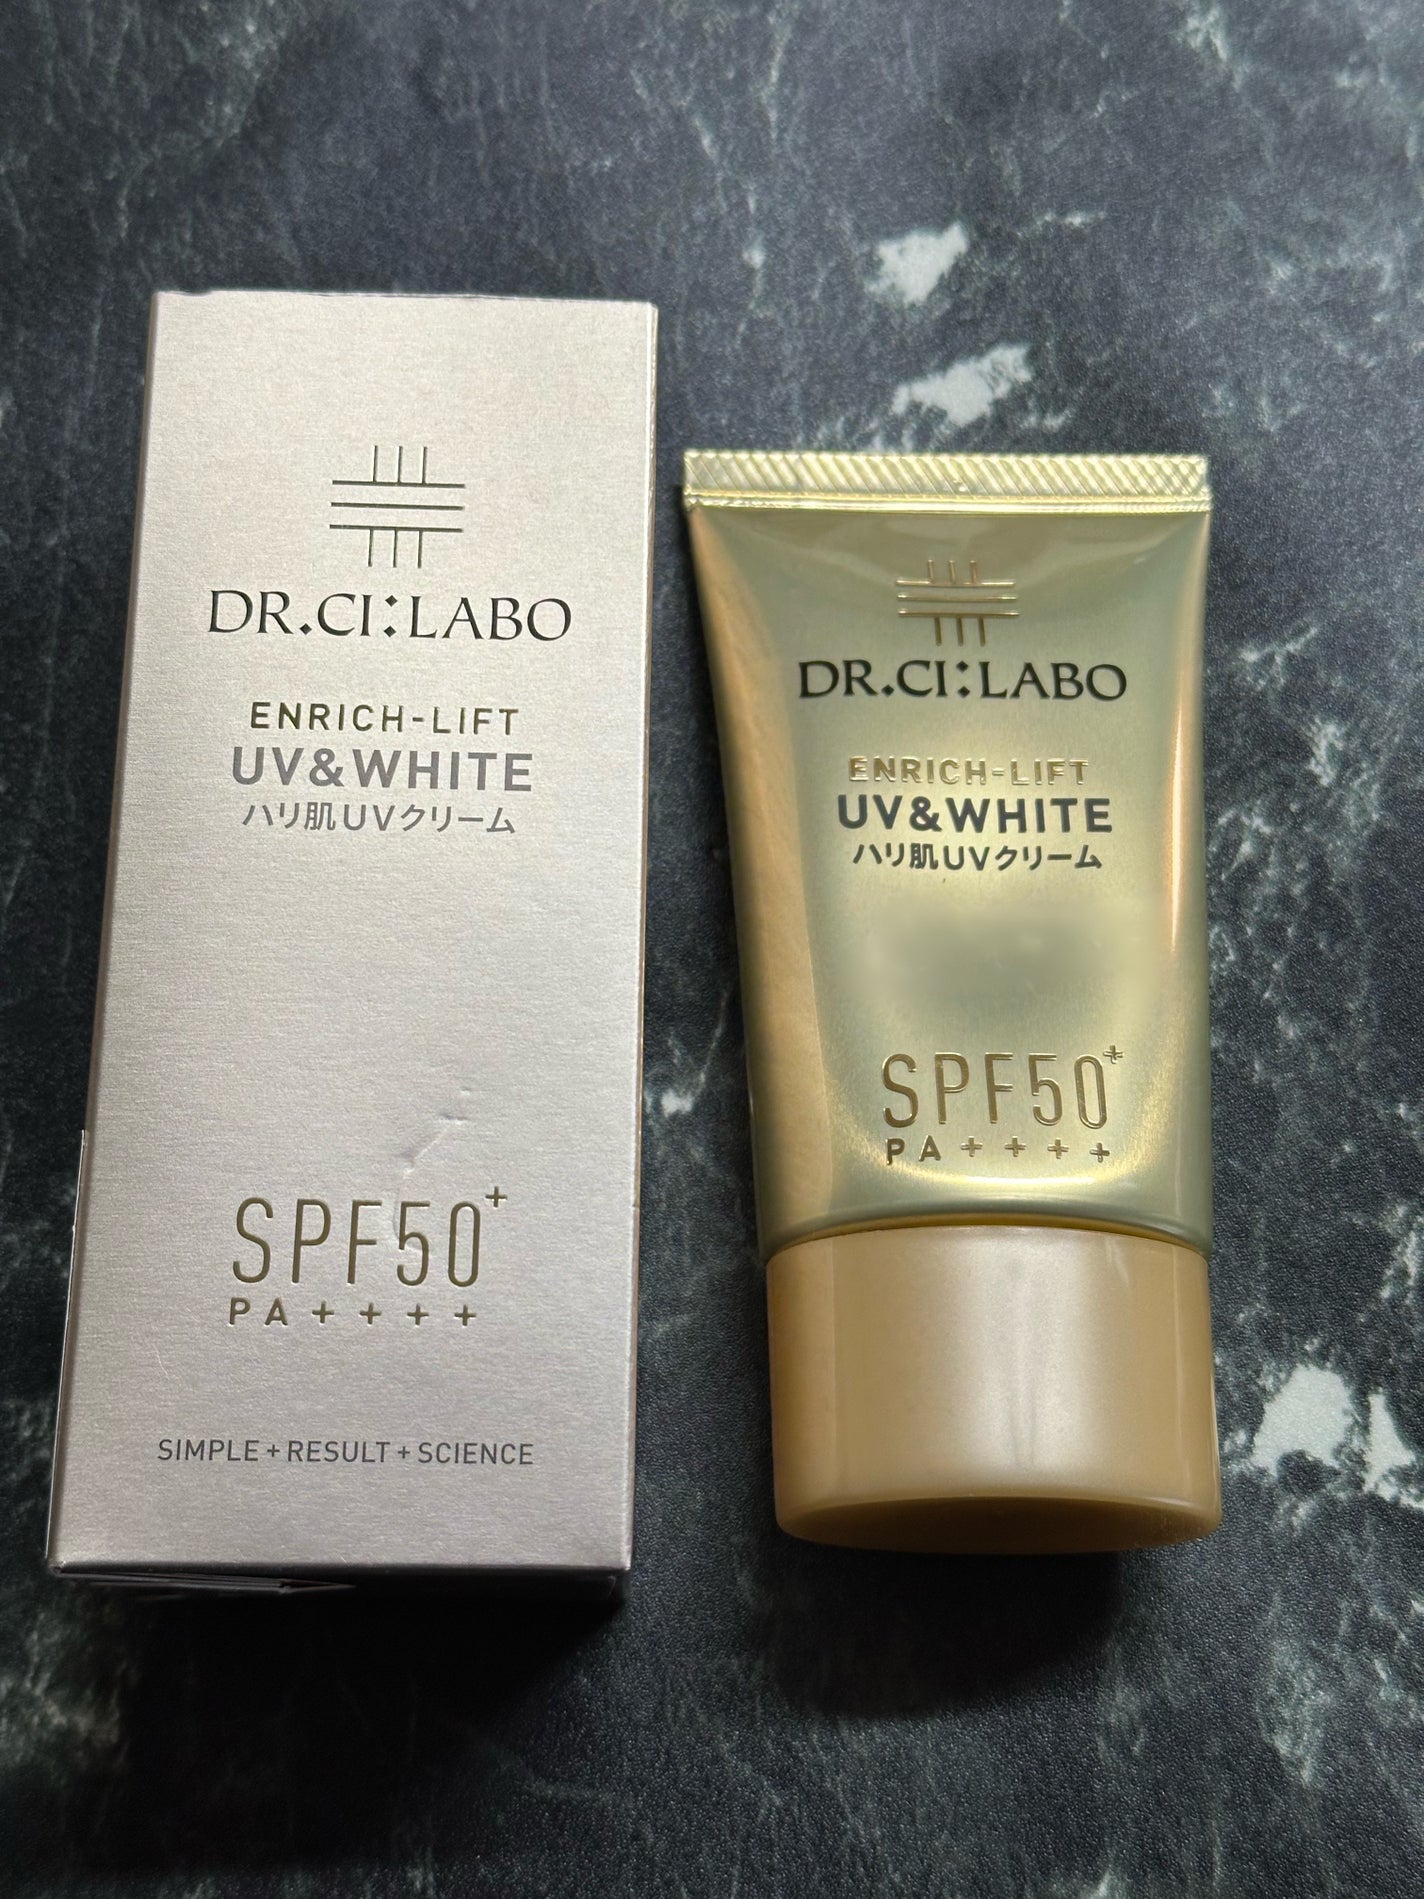 DR.CI:LABO
ENRICH-LIFT
UV&WHITE
ハリ肌UVクリーム
SPF50+
PA++++
SIMPLE+RESULT+SCIENCE
DR.CI:LABO
ENRICH-LIFT
UV&WHITE
ハリ肌UVクリーム
SPF50+
PA++++